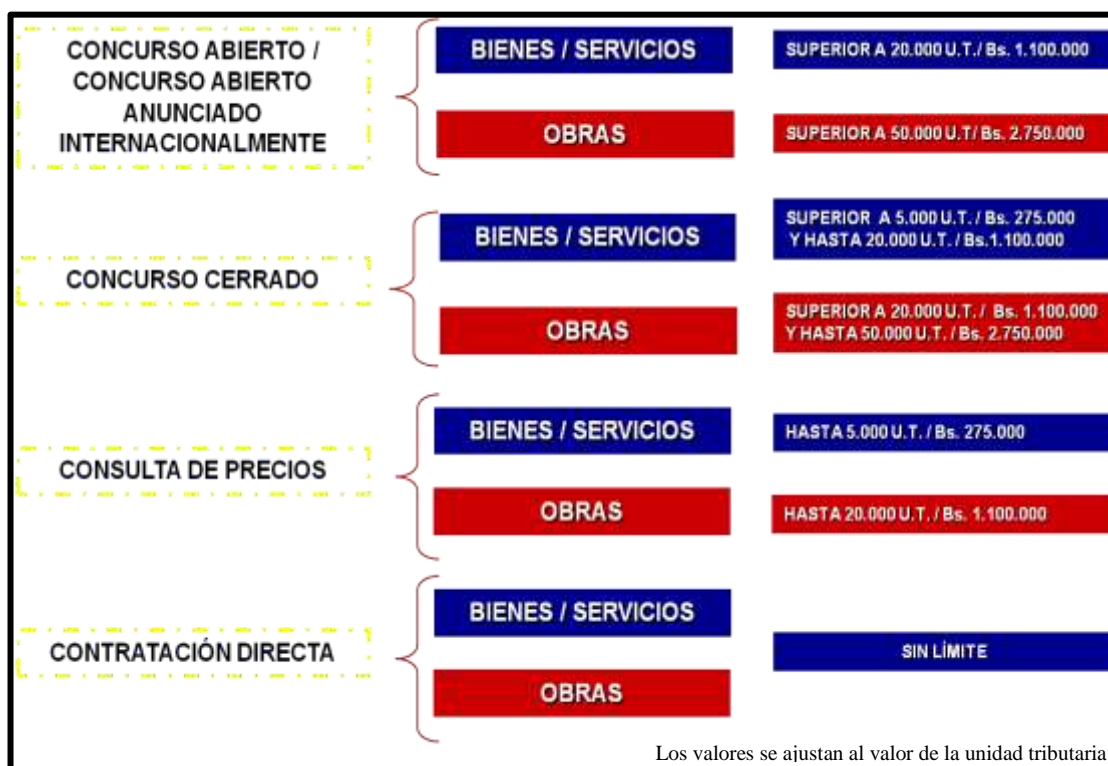 CONCURSO ABIERTO /
CONCURSO ABIERTO
ANUNCIADO
INTERNACIONALMENTE
BIENES / SERVICIOS
SUPERIOR A 20.000 U.T./ Bs. 1.100.000
OBRAS
SUPERIOR A 50.000 U.T/ Bs. 2.750.000
CONCURSO CERRADO
BIENES / SERVICIOS
SUPERIOR A 5.000 U.T. / Bs. 275.000
Y HASTA 20.000 U.T. / Bs.1.100.000
OBRAS
SUPERIOR A 20.000 U.T. / Bs. 1.100.000
Y HASTA 50.000 U.T. / Bs. 2.750.000
CONSULTA DE PRECIOS
BIENES / SERVICIOS
HASTA 5.000 U.T. / Bs. 275.000
OBRAS
HASTA 20.000 U.T. / Bs. 1.100.000
CONTRATACIÓN DIRECTA
BIENES / SERVICIOS
OBRAS
SIN LÍMITE
Los valores se ajustan al valor de la unidad tributaria